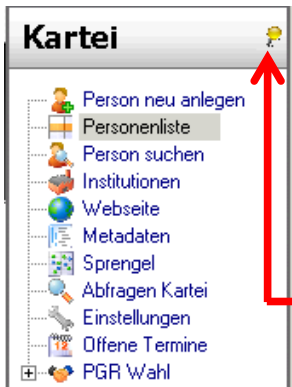 Kartei
Person neu anlegen
Personenliste
Person suchen
Institutionen
Webseite
Metadaten
Sprengel
Abfragen Kartei
Einstellungen
Offene Termine
PGR Wahl